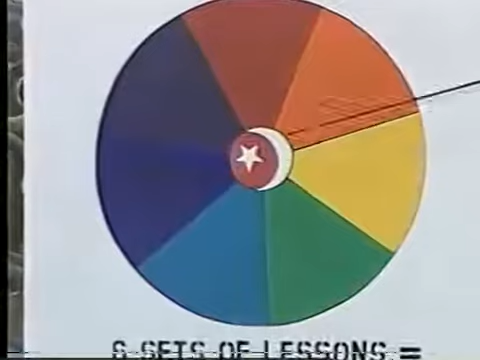 6 SETS OF LESSONS =